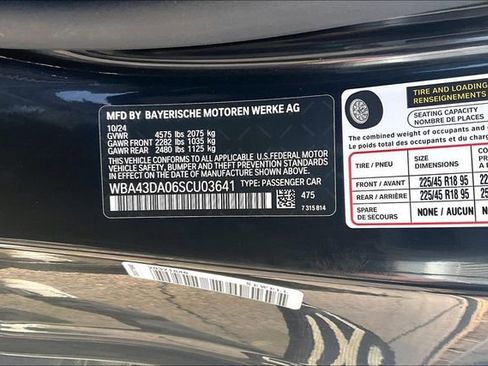 MFD BY BAYERISCHE MOTOREN WERKE AG
10/24
GVWR 4575 lbs 2075 kg
GAWR FRONT 2282 lbs 1035 kg
GAWR REAR 2480 lbs 1125 kg
THIS VEHICLE CONFORMS TO ALL APPLICABLE U.S. FEDERAL MOTOR
VEHICLE SAFETY, BUMPER, AND THEFT PREVENTION STANDARDS
IN EFFECT ON THE DATE OF MANUFACTURE SHOWN ABOVE.
WBA43DA06SCU03641 TYPE: PASSENGER CAR
475
7 315 814
TIRE AND LOADING
RENSEIGNEMENTS
SEATING CAPACITY
NOMBRE DE PLACES
The combined weight of occupants and
Le poids total des occupants et du
TIRE / PNEU SIZE / DIMENSIONS
FRONT / AVANT 225/45 R18 95
REAR / ARRIÈRE 225/45 R18 95
SPARE / DE SECOURS NONE / AUCUN